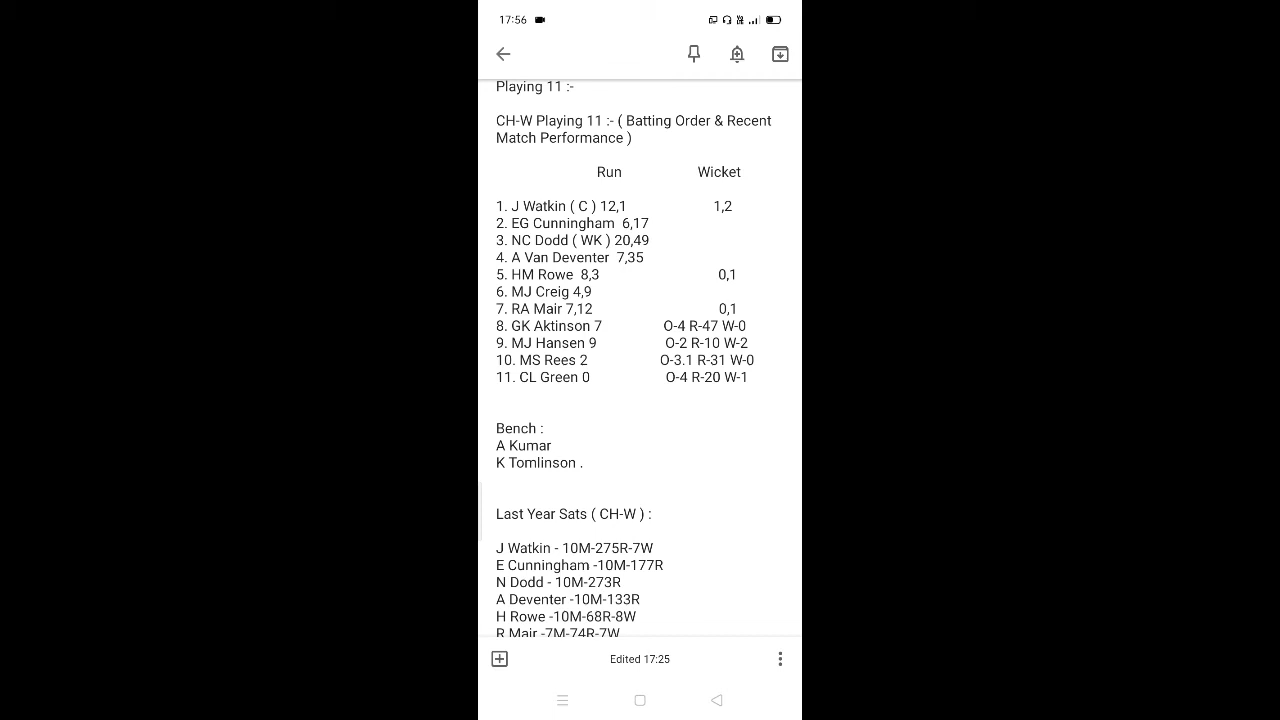 17:56
Playing 11 :-
CH-W Playing 11 :- ( Batting Order & Recent
Match Performance )
Run Wicket
1. J Watkin ( C ) 12,1 1,2
2. EG Cunningham 6,17
3. NC Dodd ( WK ) 20,49
4. A Van Deventer 7,35
5. HM Rowe 8,3 0,1
6. MJ Creig 4,9
7. RA Mair 7,12 0,1
8. GK Aktinson 7 O-4 R-47 W-0
9. MJ Hansen 9 O-2 R-10 W-2
10. MS Rees 2 O-3.1 R-31 W-0
11. CL Green 0 O-4 R-20 W-1
Bench :
A Kumar
K Tomlinson .
Last Year Sats ( CH-W ) :
J Watkin - 10M-275R-7W
E Cunningham -10M-177R
N Dodd - 10M-273R
A Deventer -10M-133R
H Rowe -10M-68R-8W
R Mair -7M-74R-7W
Edited 17:25